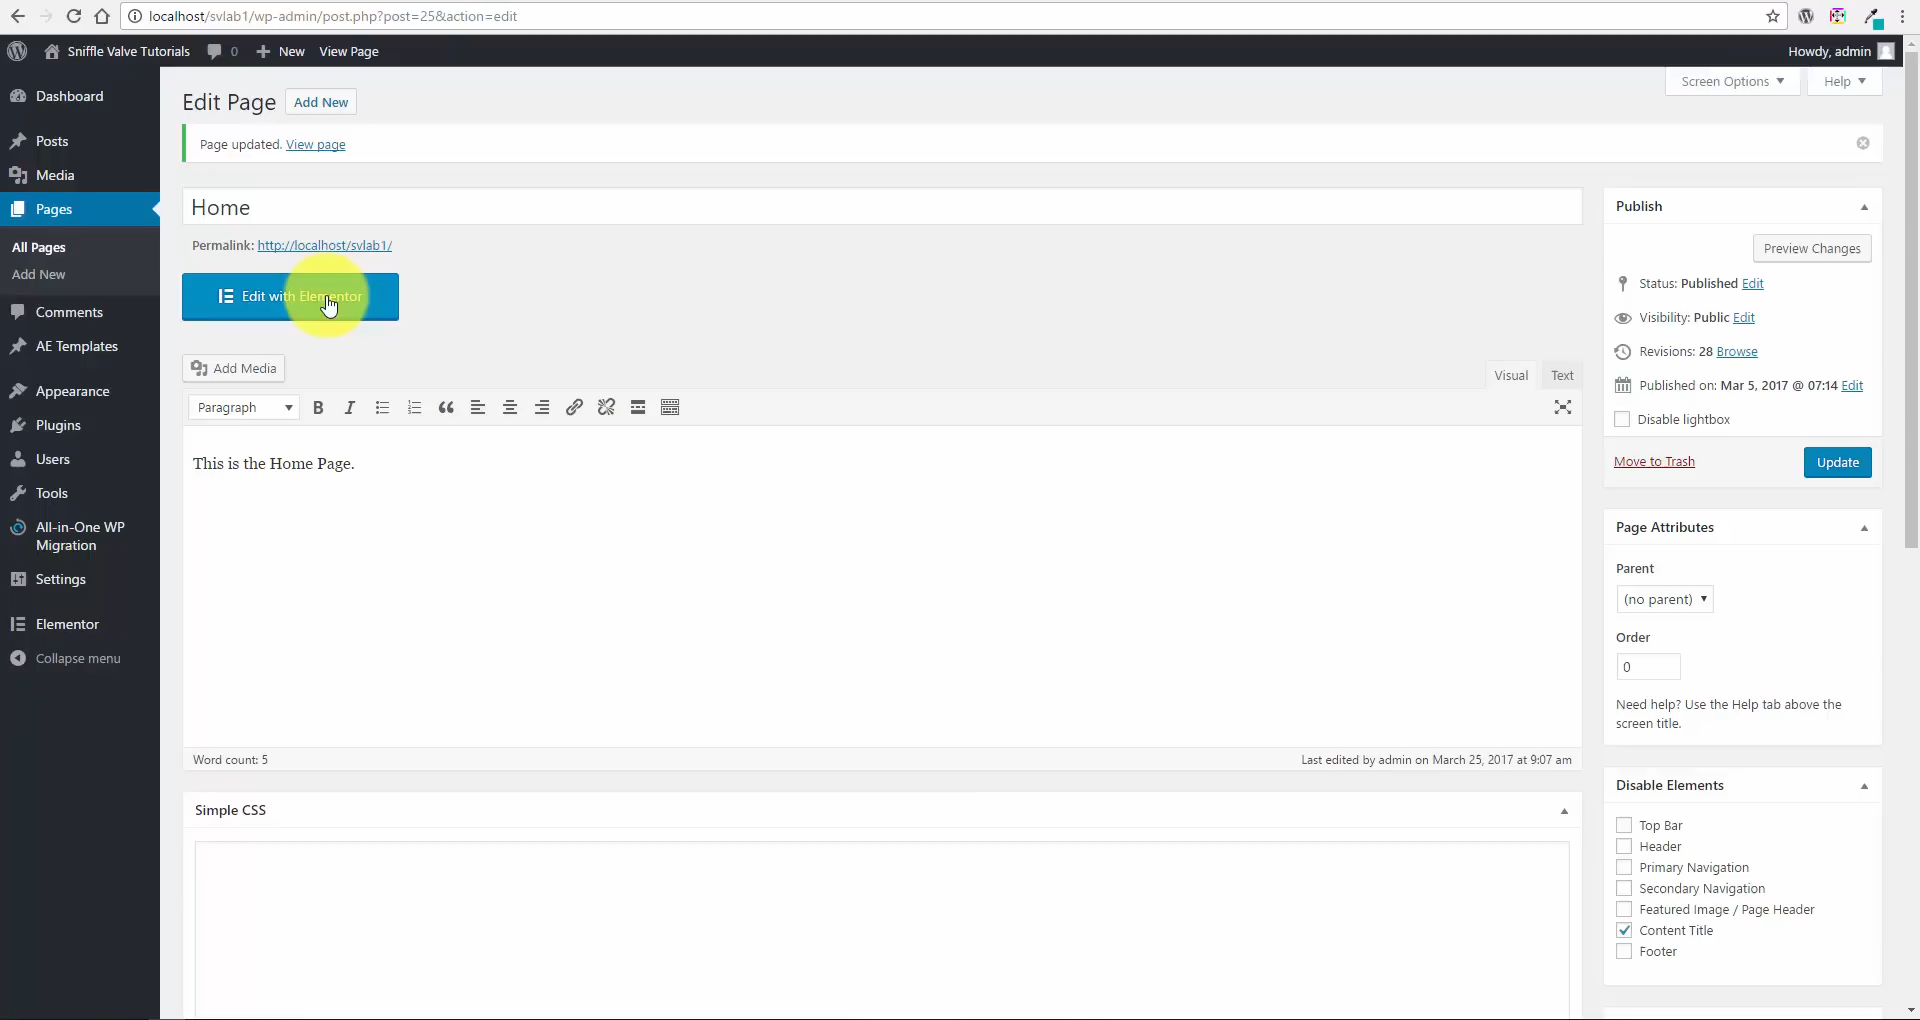 localhost/svlab1/wp-admin/post.php?post=25&action=edit
Sniffle Valve Tutorials
0
New
View Page
Howdy, admin
Dashboard
Posts
Media
Pages
All Pages
Add New
Comments
AE Templates
Appearance
Plugins
Users
Tools
All-in-One WP
Migration
Settings
Elementor
Collapse menu
Screen Options
Help
Edit Page
Add New
Page updated. View page
Home
Permalink: http://localhost/svlab1/
Edit with Elementor
Add Media
Visual
Text
Paragraph
This is the Home Page.
Word count: 5
Last edited by admin on March 25, 2017 at 9:07 am
Simple CSS
Publish
Preview Changes
Status: Published Edit
Visibility: Public Edit
Revisions: 28 Browse
Published on: Mar 5, 2017 @ 07:14 Edit
Disable lightbox
Move to Trash
Update
Page Attributes
Parent
(no parent)
Order
0
Need help? Use the Help tab above the
screen title.
Disable Elements
Top Bar
Header
Primary Navigation
Secondary Navigation
Featured Image / Page Header
Content Title
Footer